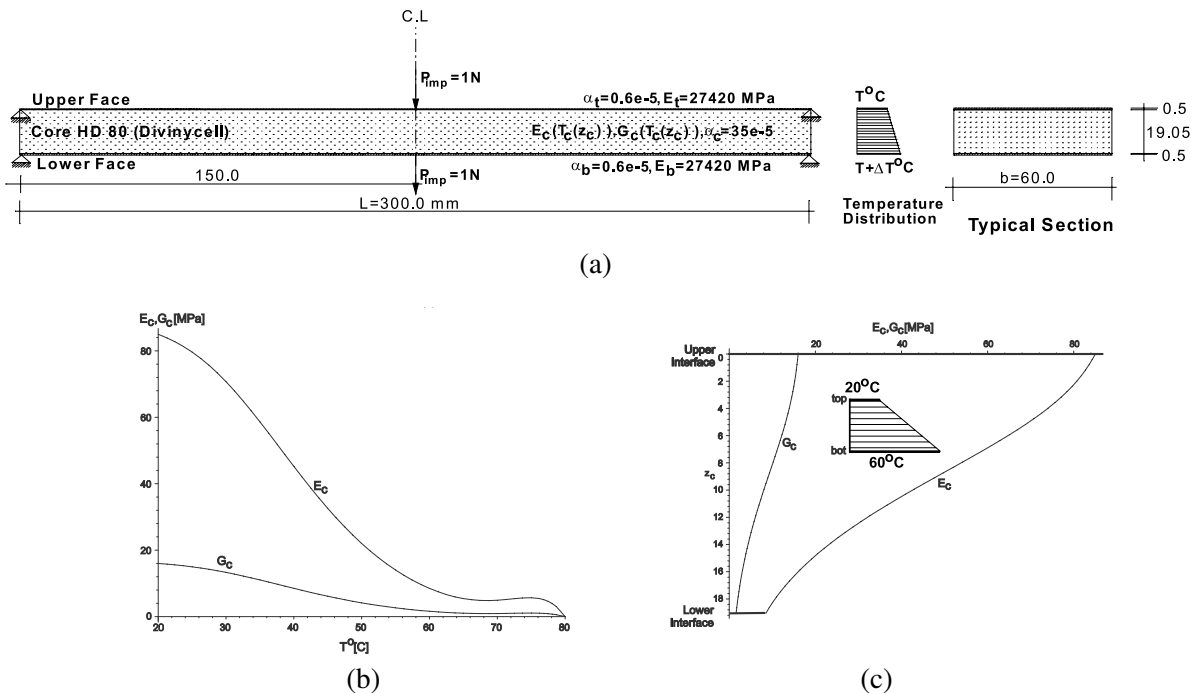 C.L
P_imp=1N
Upper Face
α_t=0.6e-5,E_t=27420 MPa
Core HD 80 (Divinycell)
E_c(T_c(z_c)),G_c(T_c(z_c)),α_c=35e-5
Lower Face
α_b=0.6e-5,E_b=27420 MPa
150.0
P_imp=1N
L=300.0 mm
T°C
T+ΔT°C
Temperature
Distribution
0.5
19.05
0.5
b=60.0
Typical Section
(a)
E_c,G_c[MPa]
80
60
40
20
0
E_c
G_c
20 30 40 50 60 70 80
T°[C]
(b)
E_c,G_c[MPa]
Upper
Interface
20 40 60 80
0
2
4
6
8
z_c
10
12
14
16
18
Lower
Interface
20°C
top
bot
60°C
G_c
E_c
(c)